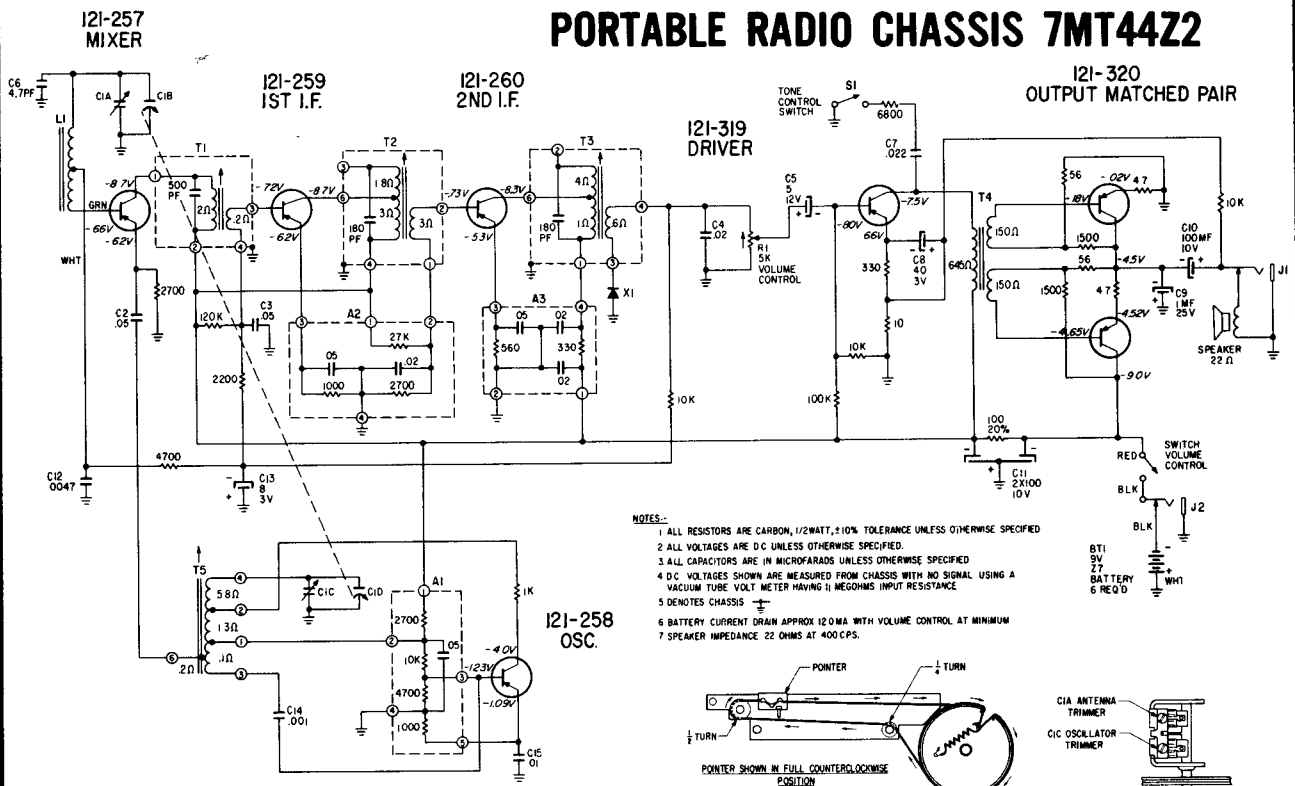 PORTABLE RADIO CHASSIS 7MT44Z2
121-257
MIXER
121-259
1ST I.F.
121-260
2ND I.F.
121-319
DRIVER
121-320
OUTPUT MATCHED PAIR
C6
4.7PF
C1A
C1B
L1
T1
500
PF
2Ω
.2Ω
-8 7V
GRN
-66V
-62V
WHT
2700
C2
.05
120K
C3
.05
2200
-72V
-8.7V
-62V
T2
18Ω
3Ω
3Ω
180
PF
A2
27K
05
.02
1000
2700
-.73V
-8.3V
-53V
T3
4Ω
1Ω
.6Ω
180
PF
X1
A3
05
02
560
330
02
10K
C4
.02
R1
5K
VOLUME
CONTROL
C5
5
12V
TONE
CONTROL
SWITCH
S1
6800
C7
.022
-75V
-80V
66V
330
C8
40
3V
10
10K
100K
T4
645Ω
150Ω
150Ω
56
-02V
47
-18V
1500
56
1500
-4.5V
47
-4.52V
-4.65V
-90V
C10
100MF
10V
C9
1MF
25V
10K
J1
SPEAKER
22 Ω
100
20%
C11
2X100
10V
RED
SWITCH
VOLUME
CONTROL
BLK
J2
BLK
BT1
9V
Z7
BATTERY
6 REQ'D
WHT
C12
.0047
4700
C13
8
3V
T5
58Ω
13Ω
.1Ω
.2Ω
C1C
C1D
C14
.001
A1
2700
05
10K
4700
1000
1K
-4.0V
-123V
-1.09V
C15
01
121-258
OSC.
NOTES:-
1 ALL RESISTORS ARE CARBON, 1/2WATT, ±10% TOLERANCE UNLESS OTHERWISE SPECIFIED
2 ALL VOLTAGES ARE DC UNLESS OTHERWISE SPECIFIED.
3. ALL CAPACITORS ARE IN MICROFARADS UNLESS OTHERWISE SPECIFIED
4 DC VOLTAGES SHOWN ARE MEASURED FROM CHASSIS WITH NO SIGNAL USING A
VACUUM TUBE VOLT METER HAVING 11 MEGOHMS INPUT RESISTANCE
5 DENOTES CHASSIS
6 BATTERY CURRENT DRAIN APPROX 12 0 MA WITH VOLUME CONTROL AT MINIMUM
7 SPEAKER IMPEDANCE 22 OHMS AT 400 CPS.
POINTER
1/4 TURN
1/2 TURN
POINTER SHOWN IN FULL COUNTERCLOCKWISE
POSITION
C1A ANTENNA
TRIMMER
C1C OSCILLATOR
TRIMMER